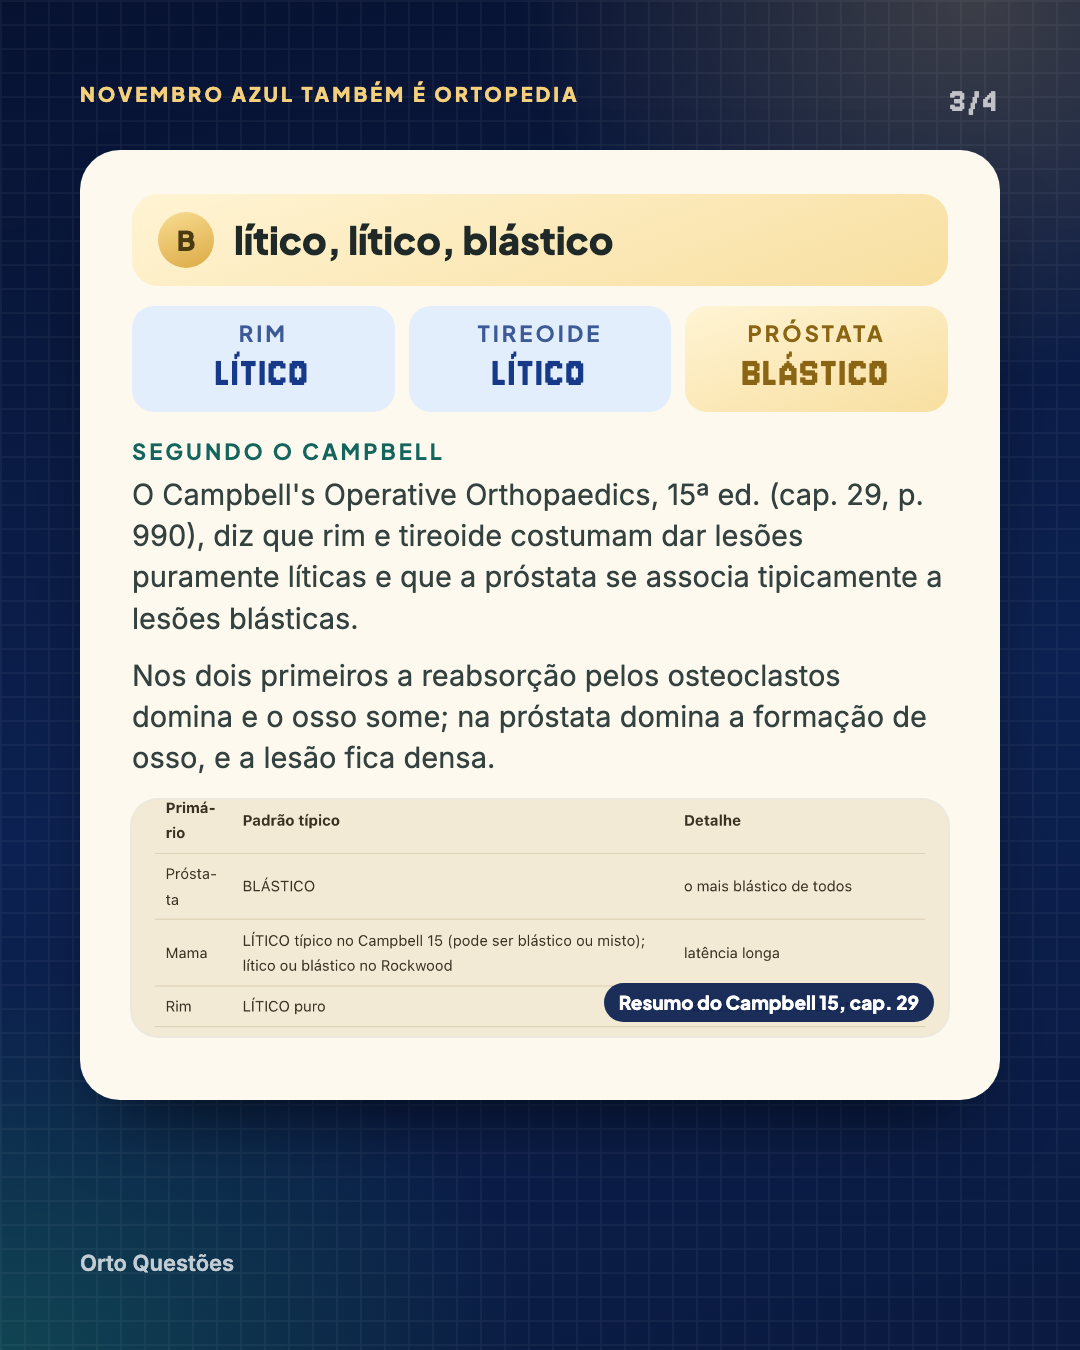 NOVEMBRO AZUL TAMBÉM É ORTOPEDIA
3/4
B
lítico, lítico, blástico
RIM
LÍTICO
TIREOIDE
LÍTICO
PRÓSTATA
BLÁSTICO
SEGUNDO O CAMPBELL
O Campbell's Operative Orthopaedics, 15ª ed. (cap. 29, p.
990), diz que rim e tireoide costumam dar lesões
puramente líticas e que a próstata se associa tipicamente a
lesões blásticas.
Nos dois primeiros a reabsorção pelos osteoclastos
domina e o osso some; na próstata domina a formação de
osso, e a lesão fica densa.
Primá-
rio
Padrão típico
Detalhe
Prósta-
ta
BLÁSTICO
o mais blástico de todos
Mama
LÍTICO típico no Campbell 15 (pode ser blástico ou misto);
lítico ou blástico no Rockwood
latência longa
Rim
LÍTICO puro
Resumo do Campbell 15, cap. 29
Orto Questões